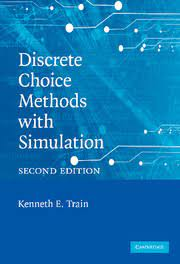 Discrete Choice
Methods with
Simulation
SECOND EDITION
Kenneth E. Train
CAMBRIDGE